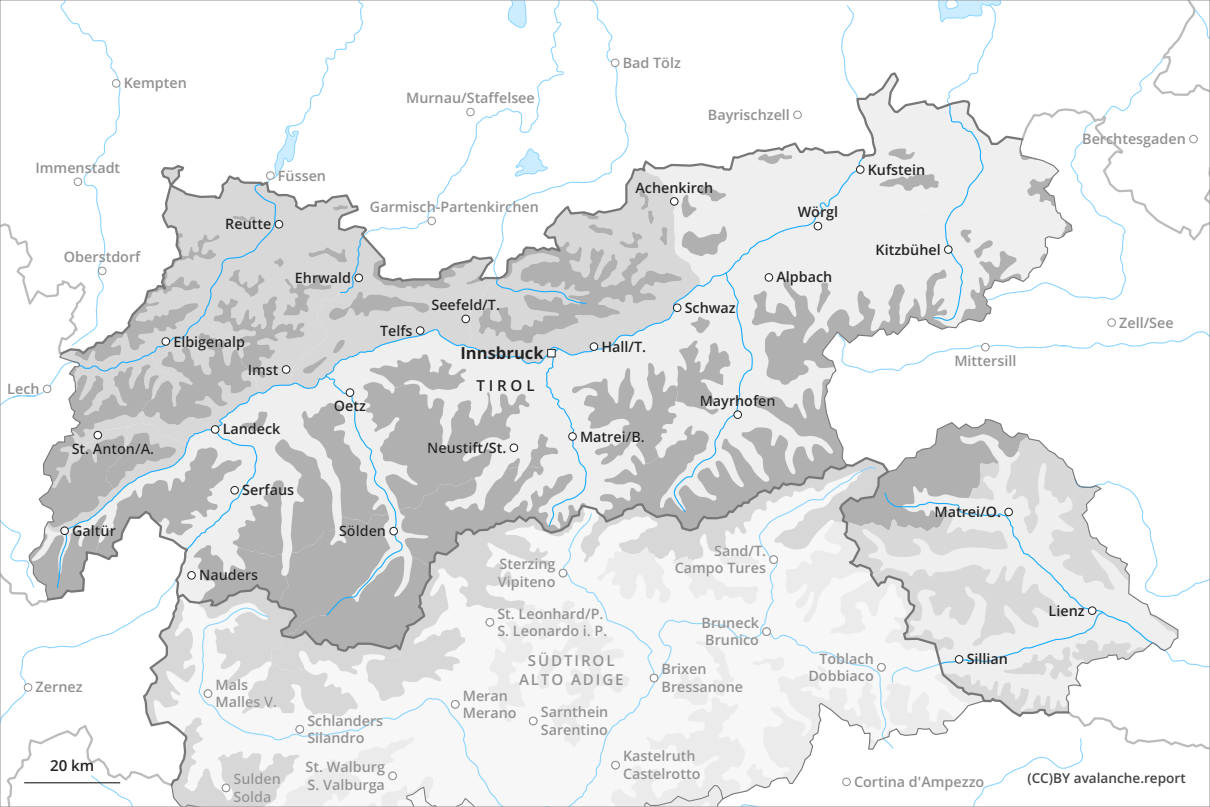 Kempten
Murnau/Staffelsee
Bad Tölz
Bayrischzell
Berchtesgaden
Immenstadt
Füssen
Kufstein
Achenkirch
Garmisch-Partenkirchen
Wörgl
Reutte
Kitzbühel
Oberstdorf
Ehrwald
Alpbach
Seefeld/T.
Schwaz
Telfs
Zell/See
Elbigenalp
Innsbruck
Hall/T.
Mittersill
Imst
TIROL
Lech
Oetz
Mayrhofen
Landeck
Matrei/B.
St. Anton/A.
Neustift/St.
Serfaus
Matrei/O.
Galtür
Sölden
Sand/T.
Campo Tures
Sterzing
Vipiteno
Nauders
Lienz
St. Leonhard/P.
S. Leonardo i. P.
Bruneck
Brunico
SÜDTIROL
ALTO ADIGE
Sillian
Toblach
Dobbiaco
Brixen
Bressanone
Zernez
Mals
Malles V.
Meran
Merano
Sarnthein
Sarentino
Schlanders
Silandro
Kastelruth
Castelrotto
20 km
St. Walburg
S. Valburga
Sulden
Solda
Cortina d'Ampezzo
(CC)BY avalanche.report